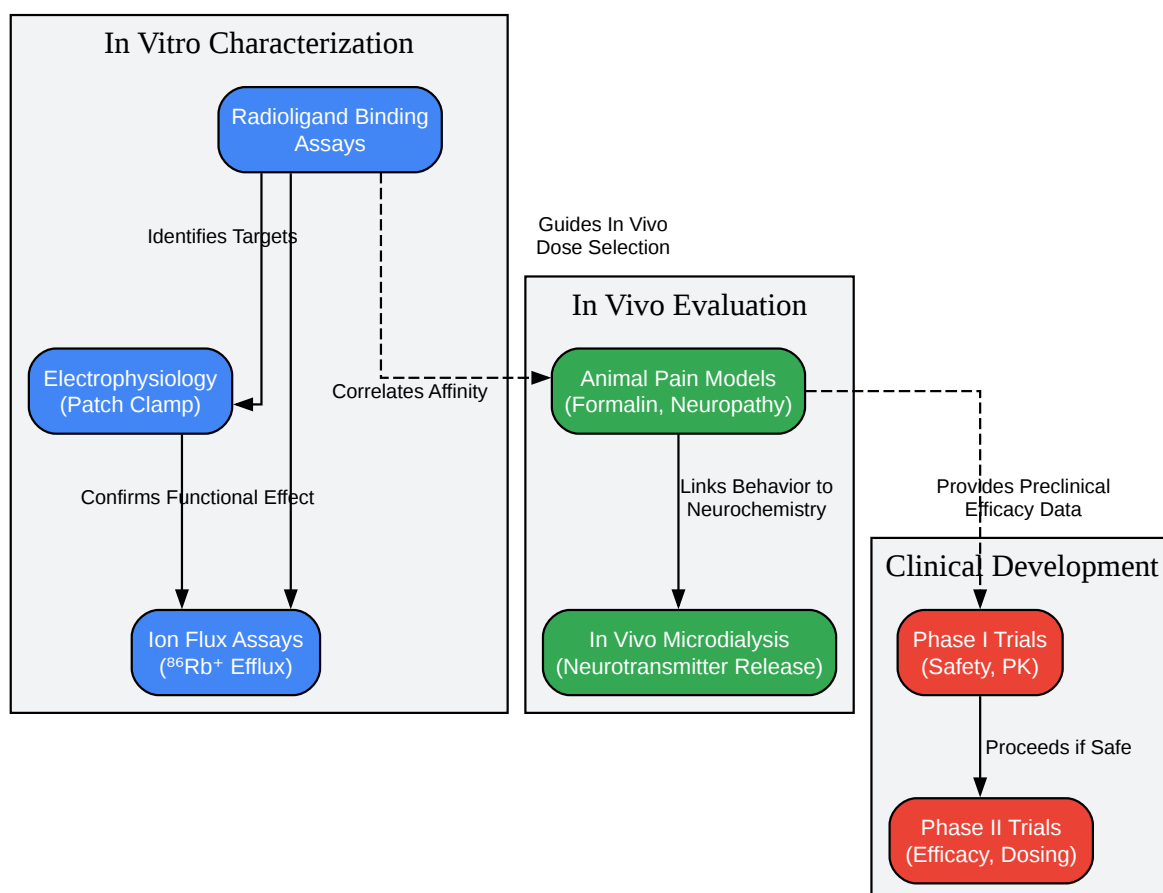 In Vitro Characterization
Radioligand Binding
Assays
Identifies Targets
Guides In Vivo
Dose Selection
In Vivo Evaluation
Electrophysiology
(Patch Clamp)
Correlates Affinity
Animal Pain Models
(Formalin, Neuropathy)
Confirms Functional Effect
Links Behavior to
Neurochemistry
Provides Preclinical
Efficacy Data
Clinical Development
Ion Flux Assays
(⁸⁶Rb⁺ Efflux)
In Vivo Microdialysis
(Neurotransmitter Release)
Phase I Trials
(Safety, PK)
Proceeds if Safe
Phase II Trials
(Efficacy, Dosing)